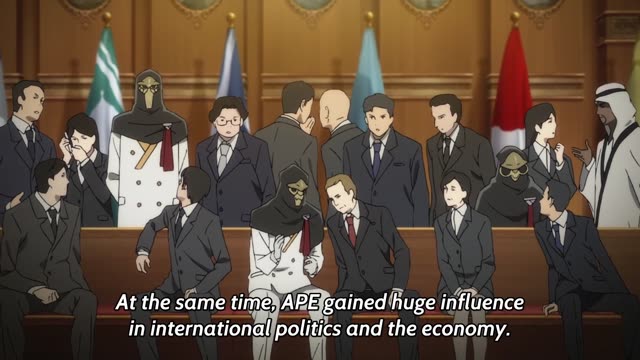 At the same time, APE gained huge influence
in international politics and the economy.